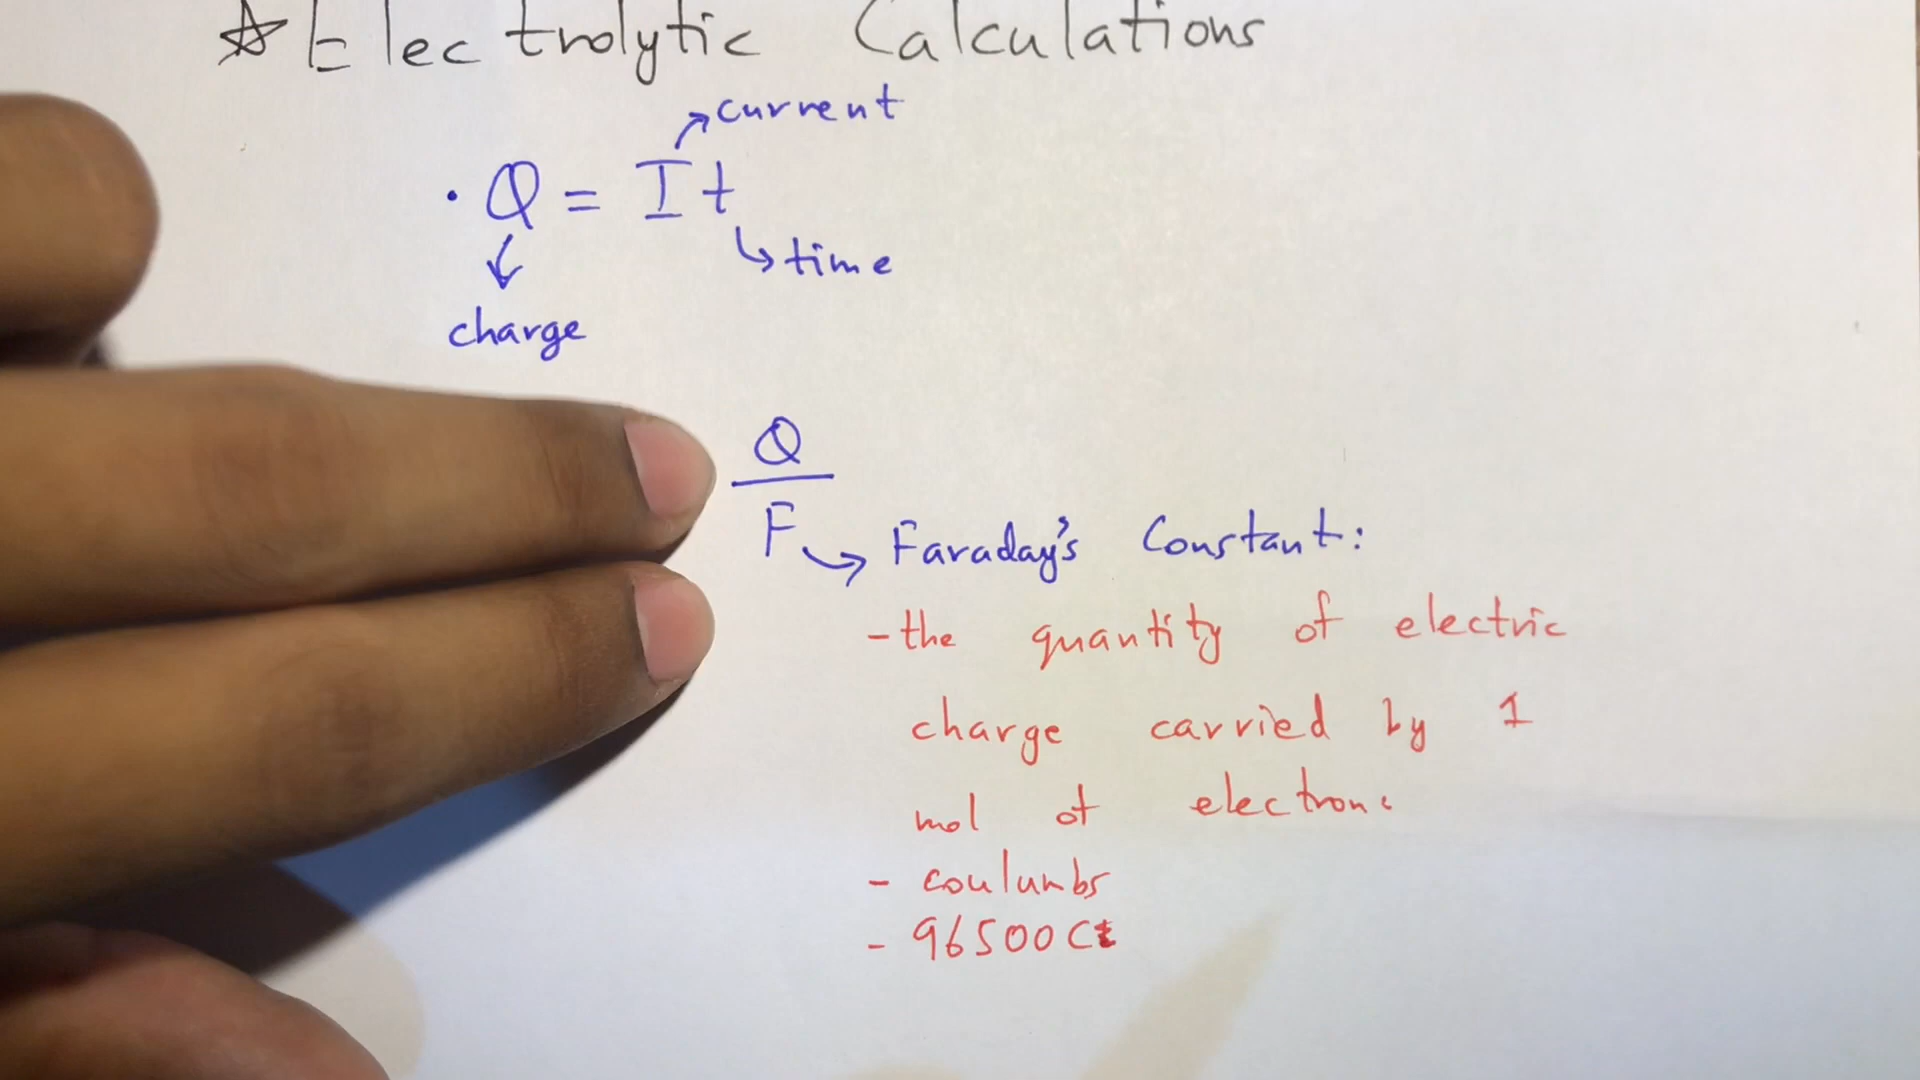 ☆ Electrolytic Calculations
current
· Q = It
time
charge
Q
F
Faraday's Constant:
- the quantity of electric
charge carried by 1
mol of electrons
- coulumbs
- 96500 C